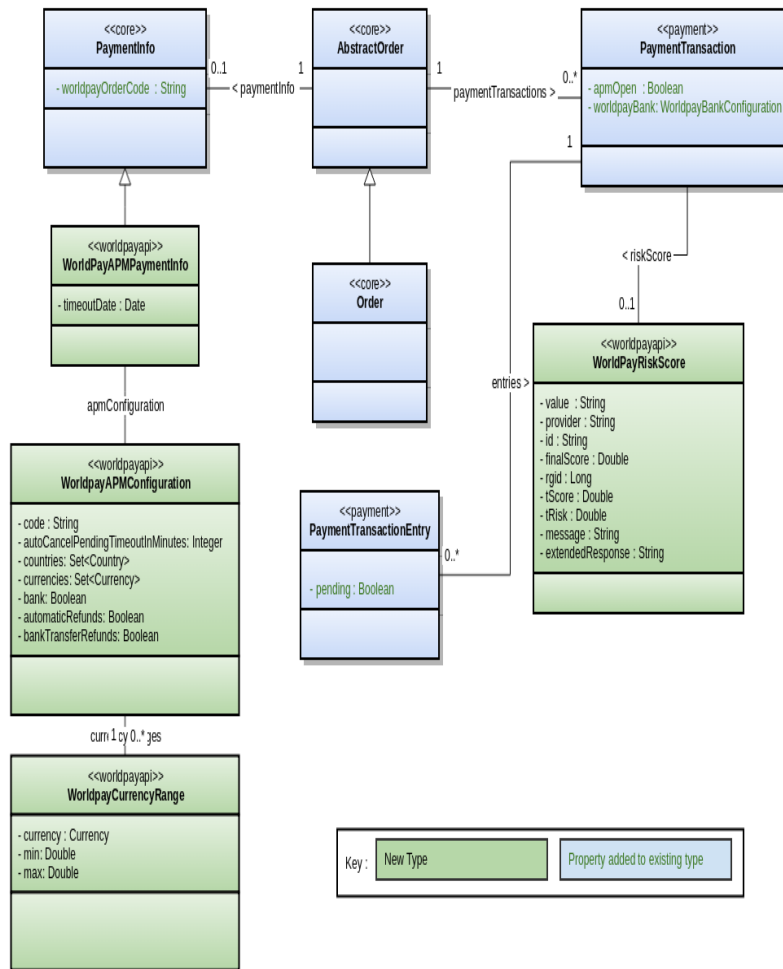 <<core>>
PaymentInfo
- worldpayOrderCode : String
0..1
< paymentInfo
1
<<core>>
AbstractOrder
1
paymentTransactions >
0..*
<<payment>>
PaymentTransaction
- apmOpen : Boolean
- worldpayBank: WorldpayBankConfiguration
1
<<worldpayapi>>
WorldPayAPMPaymentInfo
- timeoutDate : Date
<<core>>
Order
< riskScore
0..1
<<worldpayapi>>
WorldPayRiskScore
- value : String
- provider : String
- id : String
- finalScore : Double
- rgid : Long
- tScore : Double
- tRisk : Double
- message : String
- extendedResponse : String
entries >
apmConfiguration
<<worldpayapi>>
WorldpayAPMConfiguration
- code : String
- autoCancelPendingTimeoutInMinutes: Integer
- countries: Set<Country>
- currencies: Set<Currency>
- bank: Boolean
- automaticRefunds: Boolean
- bankTransferRefunds: Boolean
<<payment>>
PaymentTransactionEntry
- pending : Boolean
0..*
1 0..*
<<worldpayapi>>
WorldpayCurrencyRange
- currency : Currency
- min: Double
- max: Double
Key :
New Type
Property added to existing type